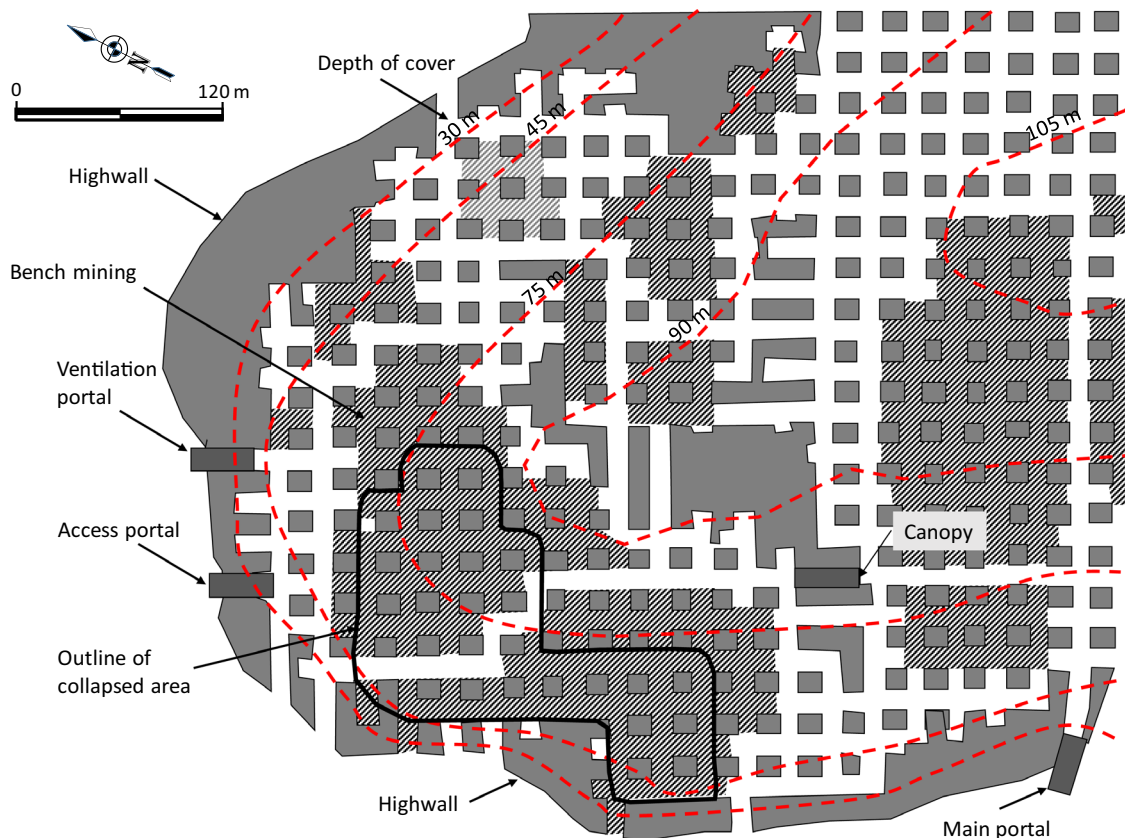 N
0
120 m
Depth of cover
30 m
45 m
105 m
Highwall
Bench mining
75 m
90 m
Ventilation
portal
Access portal
Canopy
Outline of
collapsed area
Highwall
Main portal